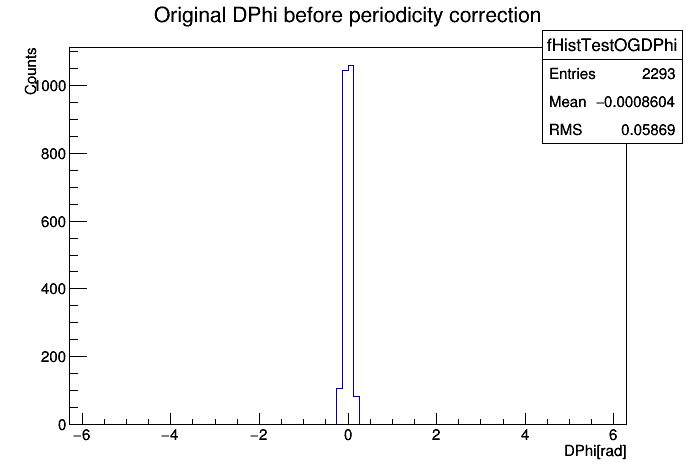 Original DPhi before periodicity correction
fHistTestOGDPhi
Entries 2293
Mean −0.0008604
RMS 0.05869
Counts
1000
800
600
400
200
0
−6 −4 −2 0 2 4 6
DPhi[rad]